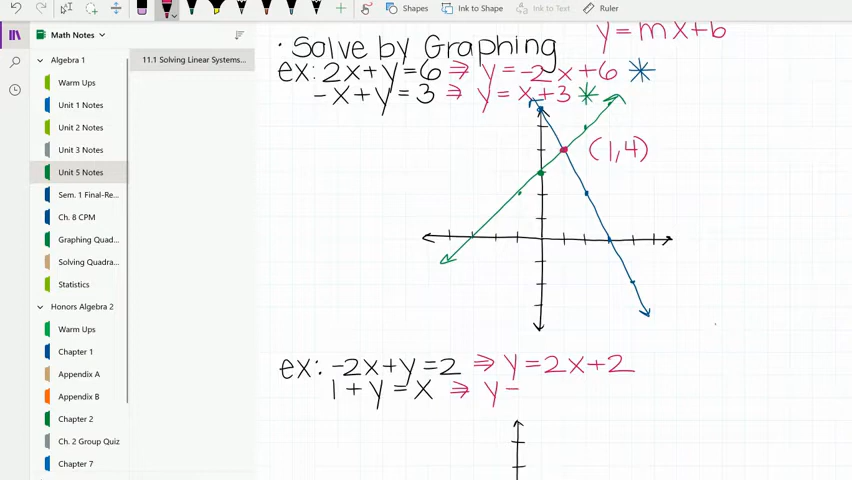 Shapes
Ink to Shape
Ink to Text
Ruler
Math Notes
Algebra 1
Warm Ups
Unit 1 Notes
Unit 2 Notes
Unit 3 Notes
Unit 5 Notes
Sem. 1 Final-Re...
Ch. 8 CPM
Graphing Quad...
Solving Quadra...
Statistics
Honors Algebra 2
Warm Ups
Chapter 1
Appendix A
Appendix B
Chapter 2
Ch. 2 Group Quiz
Chapter 7
11.1 Solving Linear Systems...
y=mx+b
· Solve by Graphing
ex: 2x+y=6 ⇒ y=-2x+6 *
-x+y=3 ⇒ y=x+3 *
(1,4)
ex: -2x+y=2 ⇒ y=2x+2
1+y=x ⇒ y=